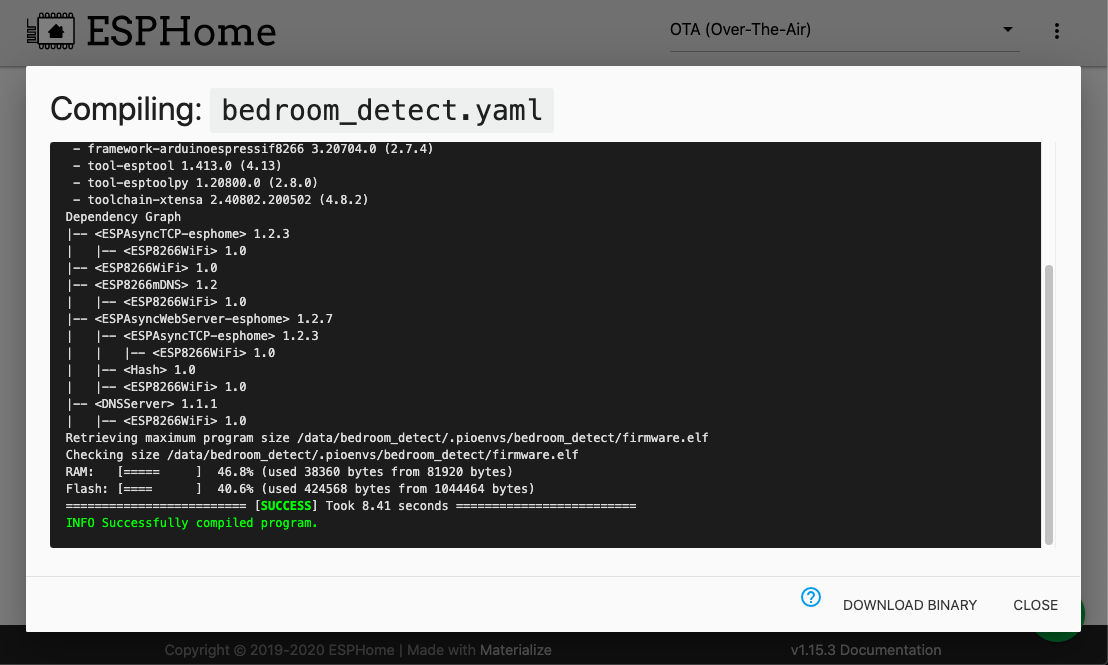 ESPHome
OTA (Over-The-Air)
Compiling: bedroom_detect.yaml
- framework-arduinoespressif8266 3.20704.0 (2.7.4)
- tool-esptool 1.413.0 (4.13)
- tool-esptoolpy 1.20800.0 (2.8.0)
- toolchain-xtensa 2.40802.200502 (4.8.2)
Dependency Graph
|-- <ESPAsyncTCP-esphome> 1.2.3
|   |-- <ESP8266WiFi> 1.0
|-- <ESP8266WiFi> 1.0
|-- <ESP8266mDNS> 1.2
|   |-- <ESP8266WiFi> 1.0
|-- <ESPAsyncWebServer-esphome> 1.2.7
|   |-- <ESPAsyncTCP-esphome> 1.2.3
|   |   |-- <ESP8266WiFi> 1.0
|   |-- <Hash> 1.0
|   |-- <ESP8266WiFi> 1.0
|-- <DNSServer> 1.1.1
|   |-- <ESP8266WiFi> 1.0
Retrieving maximum program size /data/bedroom_detect/.pioenvs/bedroom_detect/firmware.elf
Checking size /data/bedroom_detect/.pioenvs/bedroom_detect/firmware.elf
RAM:   [=====     ]  46.8% (used 38360 bytes from 81920 bytes)
Flash: [====      ]  40.6% (used 424568 bytes from 1044464 bytes)
========================= [SUCCESS] Took 8.41 seconds =========================
INFO Successfully compiled program.
?
DOWNLOAD BINARY
CLOSE
Copyright © 2019-2020 ESPHome | Made with Materialize
v1.15.3 Documentation